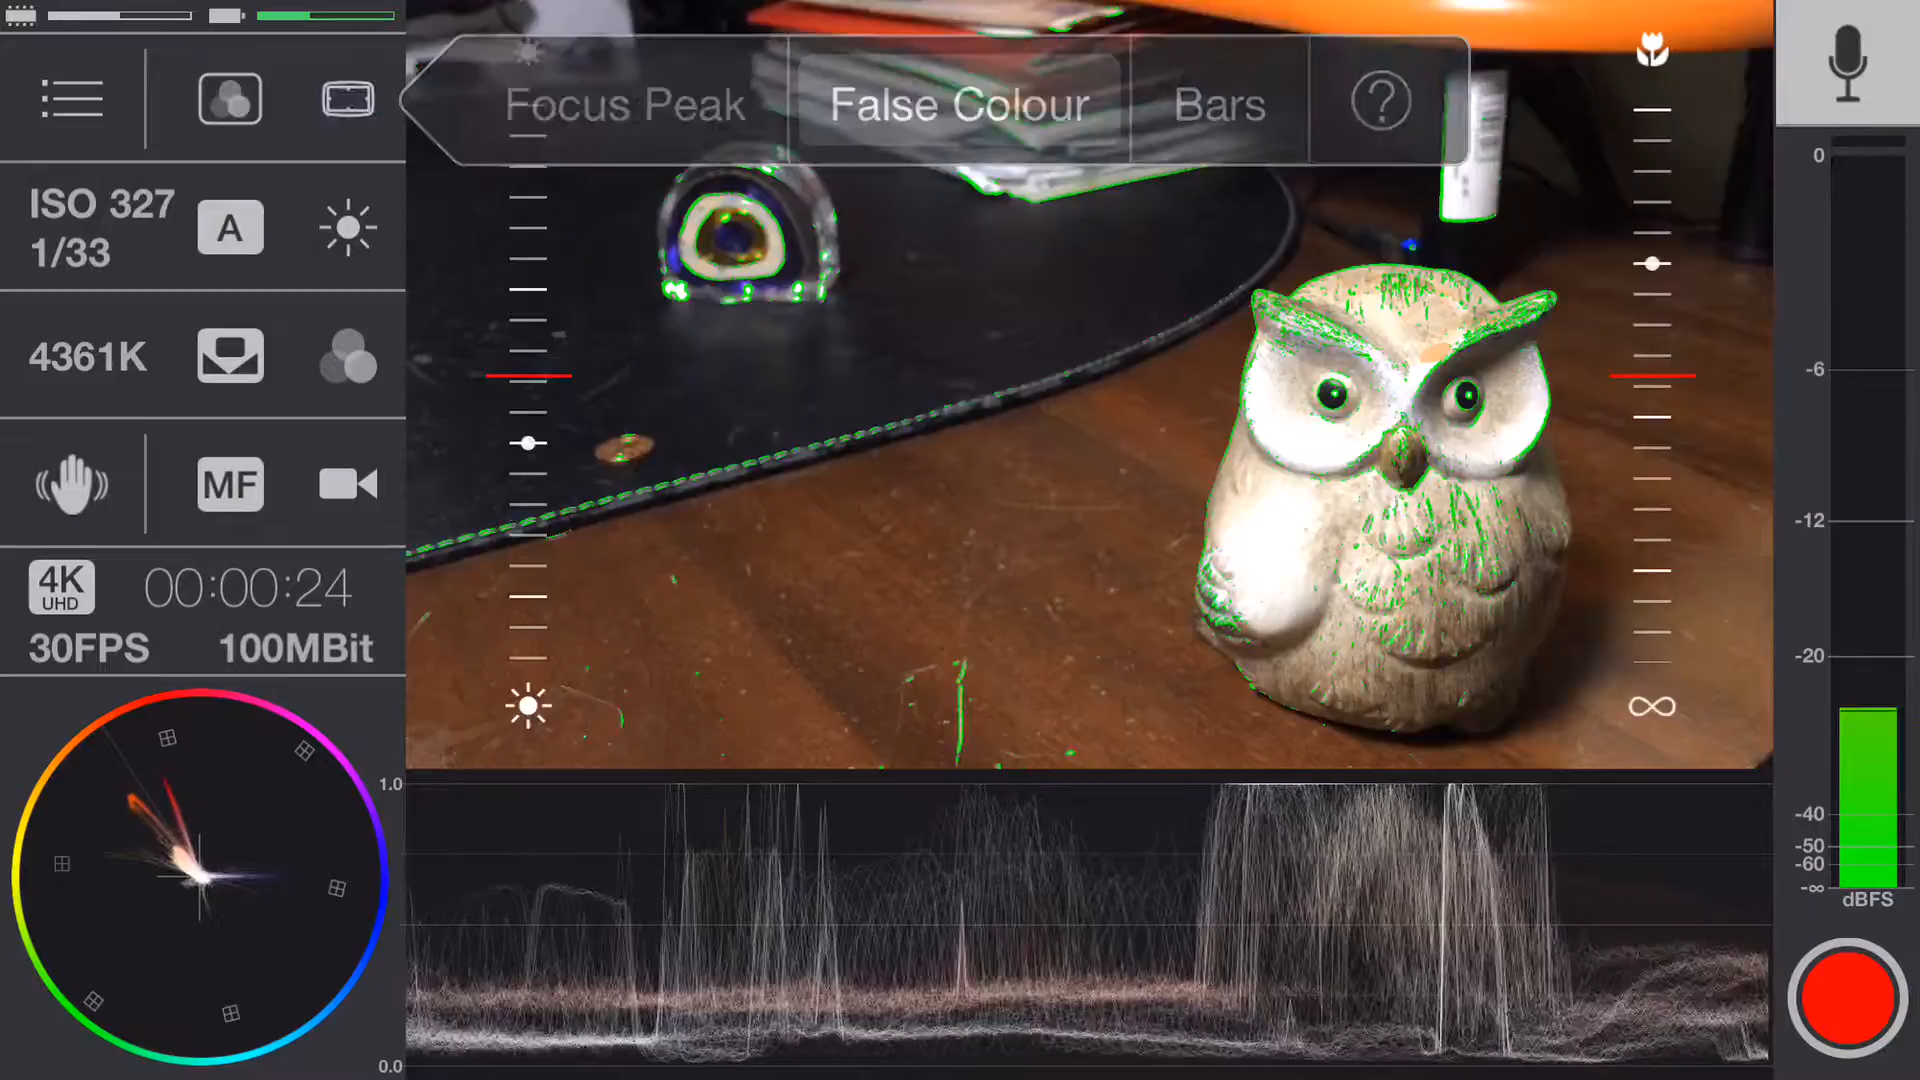 Focus Peak
False Colour
Bars
?
ISO 327
1/33
A
4361K
MF
4K
UHD
00:00:24
30FPS
100MBit
1.0
0.0
0
-6
-12
-20
-40
-50
-60
-∞
dBFS
∞